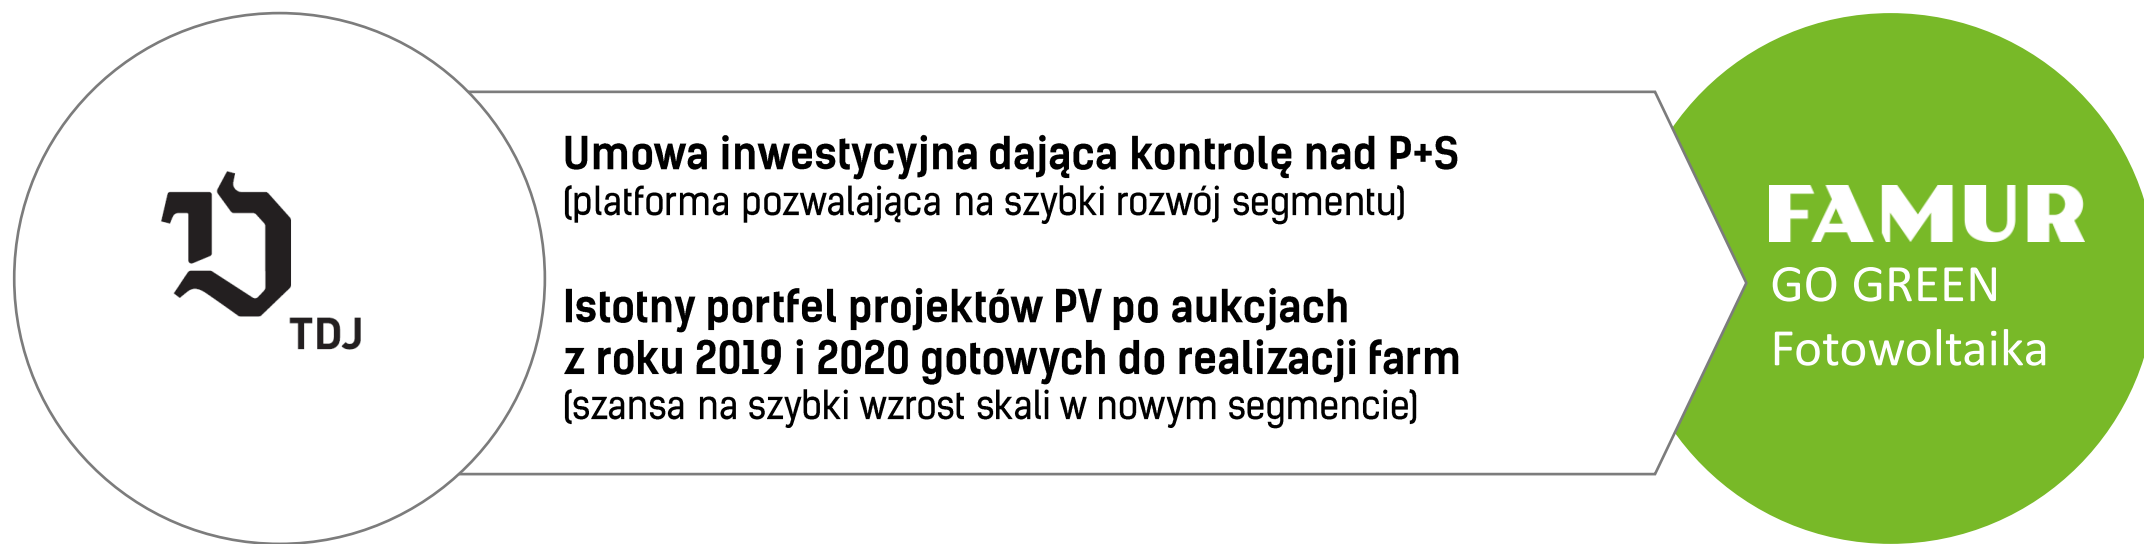 TDJ
Umowa inwestycyjna dająca kontrolę nad P+S
(platforma pozwalająca na szybki rozwój segmentu)
Istotny portfel projektów PV po aukcjach
z roku 2019 i 2020 gotowych do realizacji farm
(szansa na szybki wzrost skali w nowym segmencie)
FAMUR
GO GREEN
Fotowoltaika